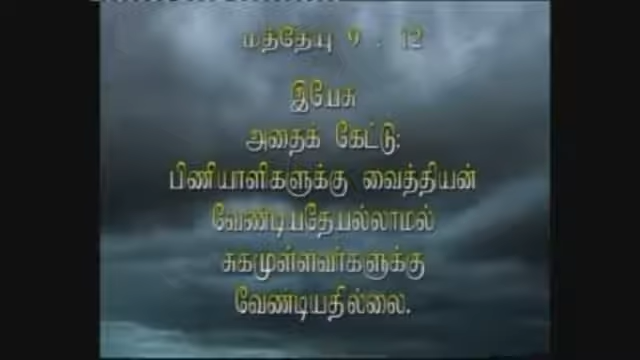 மத்தேயு 9 : 12
இயேசு
அதைக் கேட்டு:
பிணியாளிகளுக்கு வைத்தியன்
வேண்டியதேயல்லாமல்
சுகமுள்ளவர்களுக்கு
வேண்டியதில்லை.